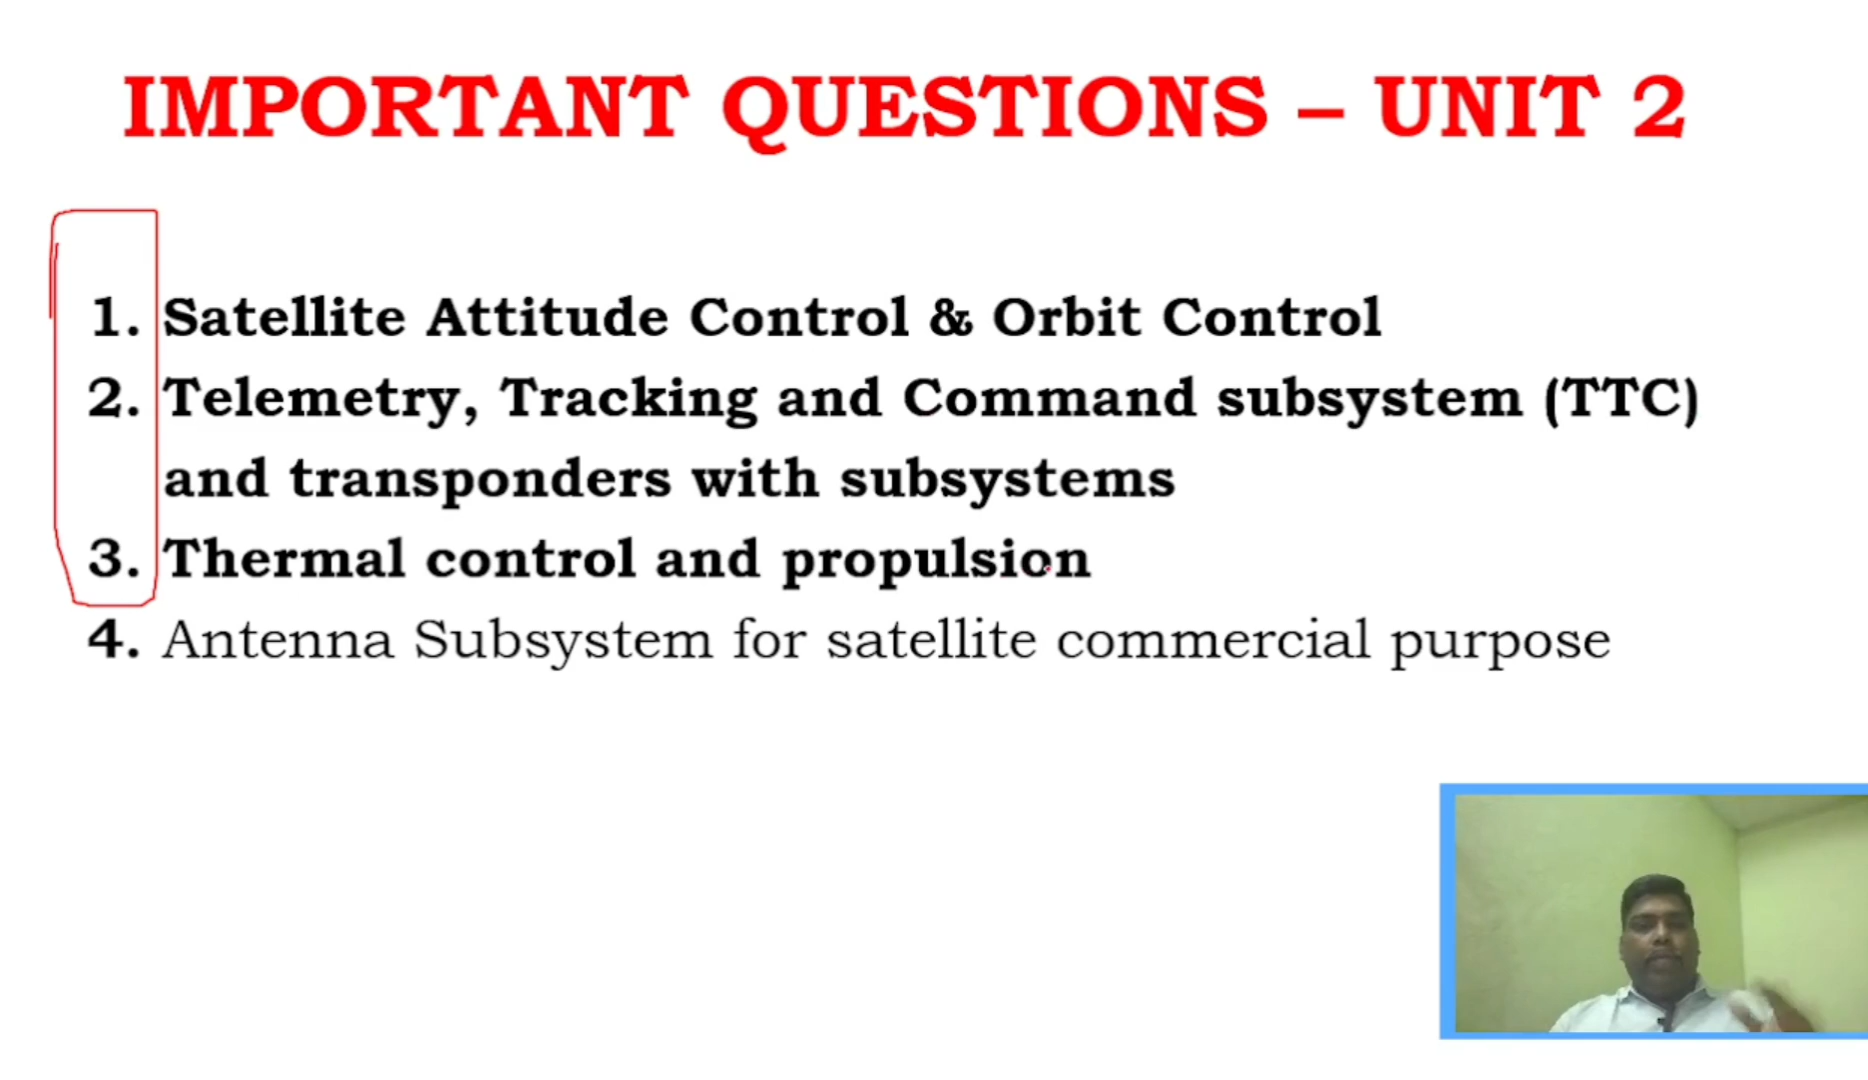 IMPORTANT QUESTIONS – UNIT 2
1. Satellite Attitude Control & Orbit Control
2. Telemetry, Tracking and Command subsystem (TTC)
and transponders with subsystems
3. Thermal control and propulsion
4. Antenna Subsystem for satellite commercial purpose